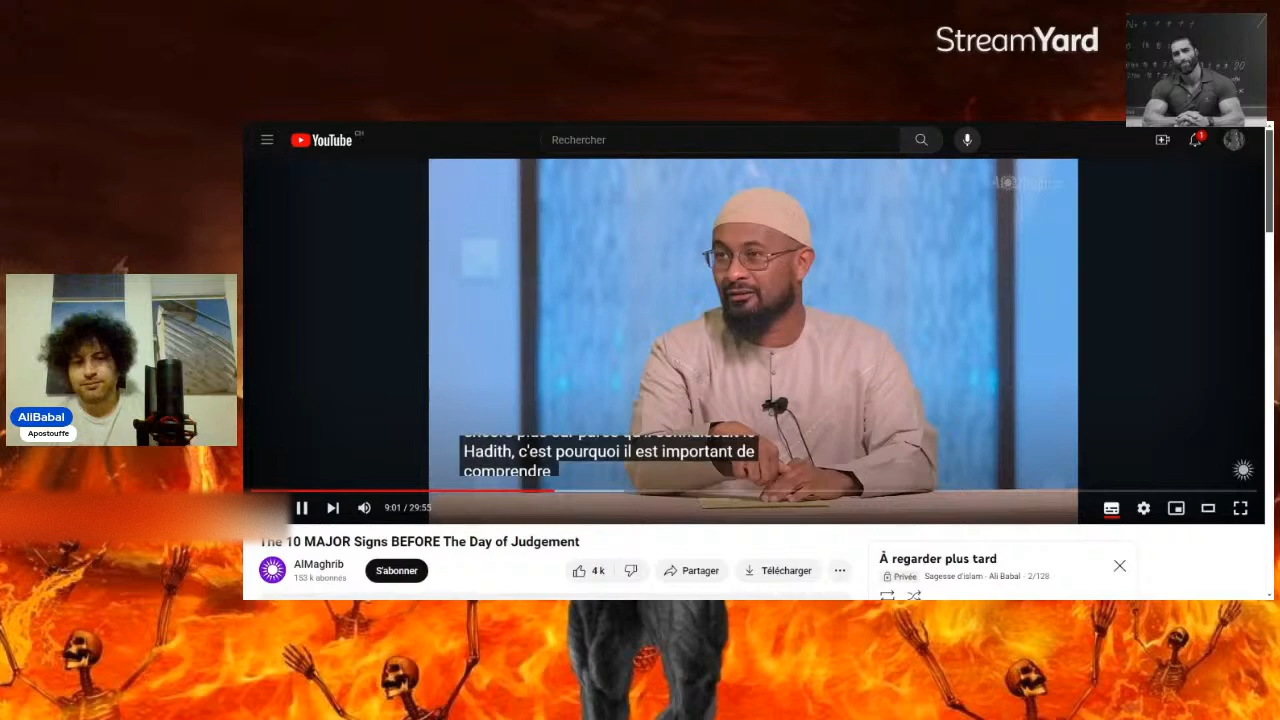 StreamYard
YouTube CH
Rechercher
1
Hadith, c'est pourquoi il est important de
comprendre
9:01 / 29:55
The 10 MAJOR Signs BEFORE The Day of Judgement
AlMaghrib
153 k abonnés
S'abonner
4 k
Partager
Télécharger
À regarder plus tard
Privée
Sagesse d'islam - Ali Babal - 2/128
AliBabal
Apostouffe